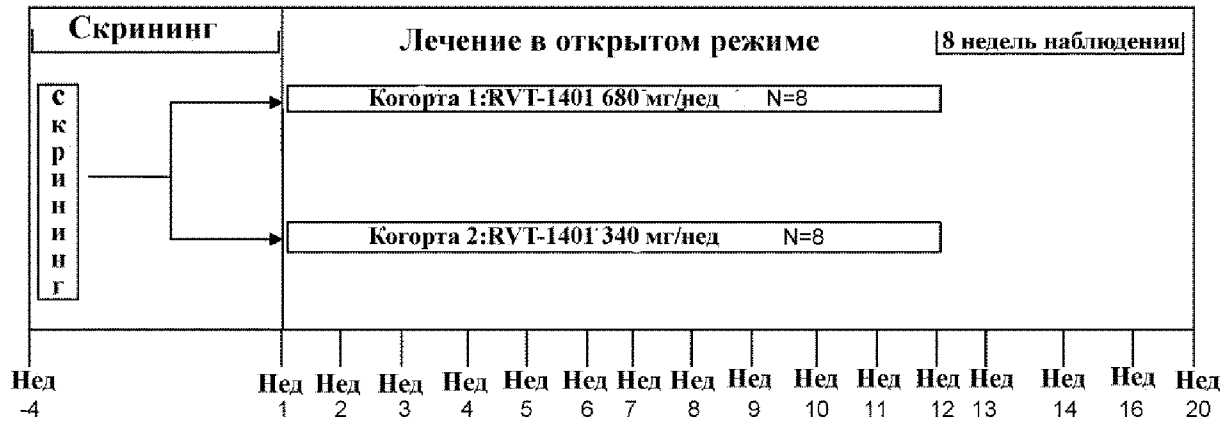 Скрининг
Лечение в открытом режиме
8 недель наблюдения
скрининг
Когорта 1:RVT-1401 680 мг/нед N=8
Когорта 2:RVT-1401 340 мг/нед N=8
Нед Нед Нед Нед Нед Нед Нед Нед Нед Нед Нед Нед Нед Нед Нед Нед Нед
-4 1 2 3 4 5 6 7 8 9 10 11 12 13 14 16 20